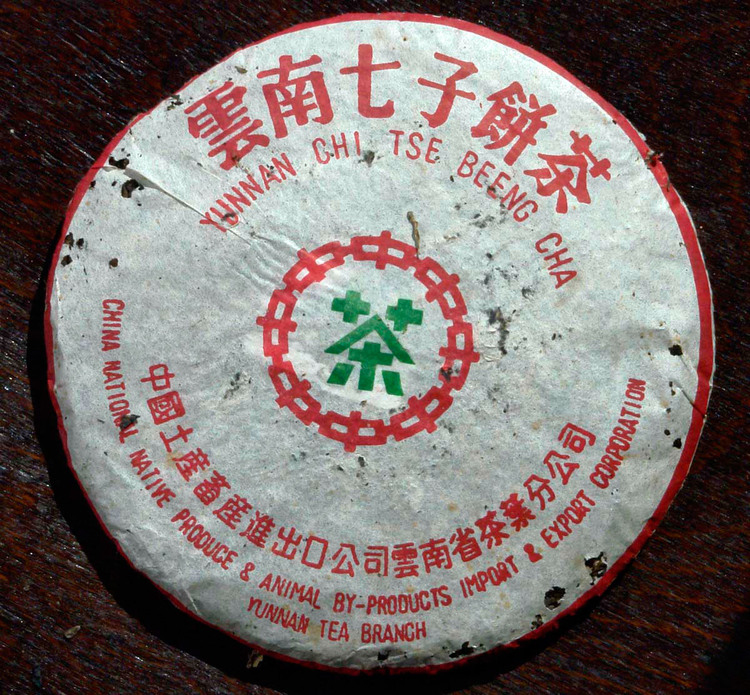 雲南七子餅茶
YUNNAN CHI TSE BEENG CHA
茶
中國土產畜產進出口公司雲南省茶葉分公司
CHINA NATIONAL NATIVE PRODUCE & ANIMAL BY-PRODUCTS IMPORT & EXPORT CORPORATION
YUNNAN TEA BRANCH